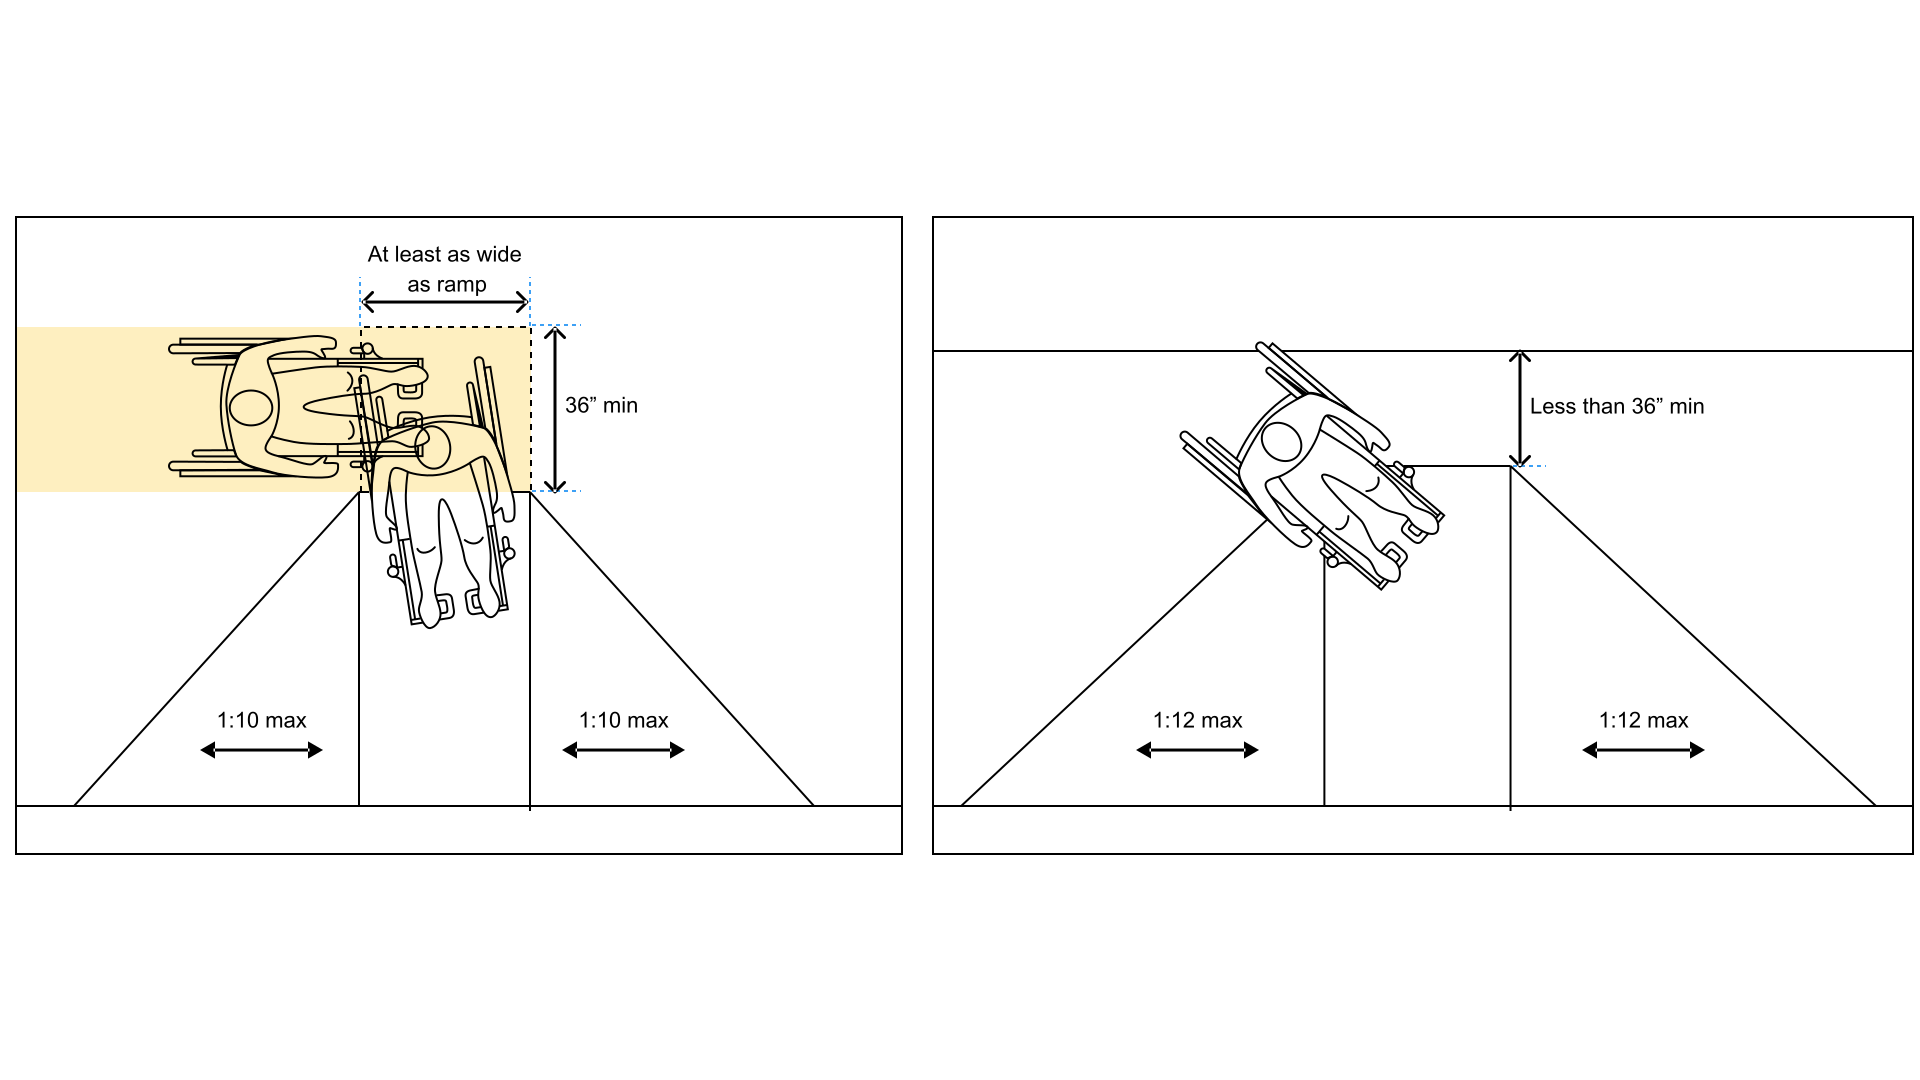 At least as wide
as ramp
36” min
1:10 max
1:10 max
Less than 36” min
1:12 max
1:12 max